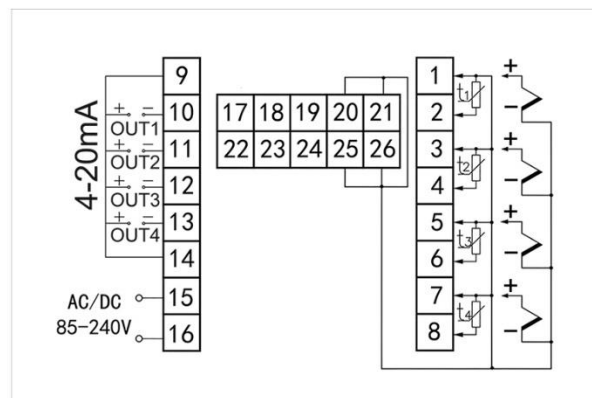 4-20mA
9
10
11
12
13
14
15
16
+ −
OUT1
+ −
OUT2
+ −
OUT3
+ −
OUT4
AC/DC
85-240V
17 18 19 20 21
22 23 24 25 26
1
2
3
4
5
6
7
8
t1
t2
t3
t4
+
−
+
−
+
−
+
−